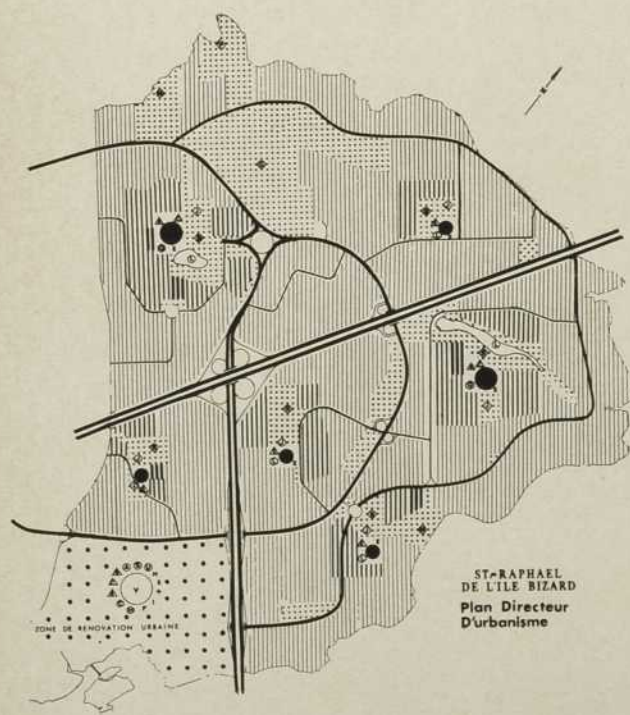 ST-RAPHAEL
DE L'ILE BIZARD
Plan Directeur
D'urbanisme
ZONE DE RENOVATION URBAINE